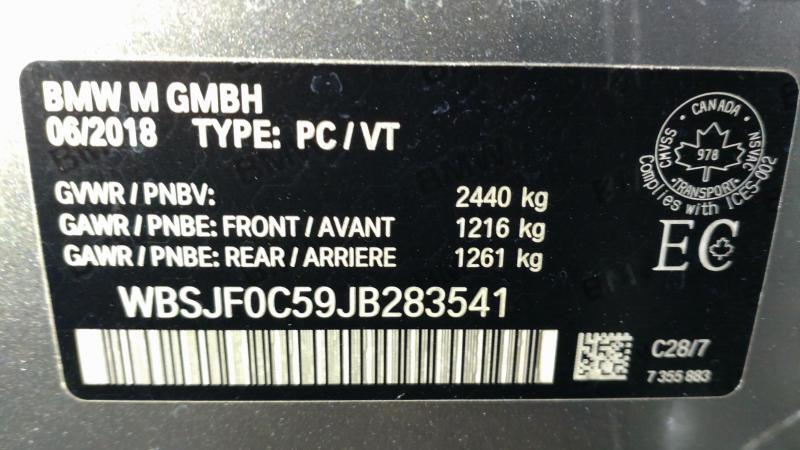 BMW M GMBH
06/2018 TYPE: PC/VT
GVWR/PNBV: 2440 kg
GAWR/PNBE: FRONT/AVANT 1216 kg
GAWR/PNBE: REAR/ARRIERE 1261 kg
WBSJF0C59JB283541
CANADA
CMVSS 978 NSVAC
TRANSPORT
Complies with ICES-002
EC
C28/7
7 355 883